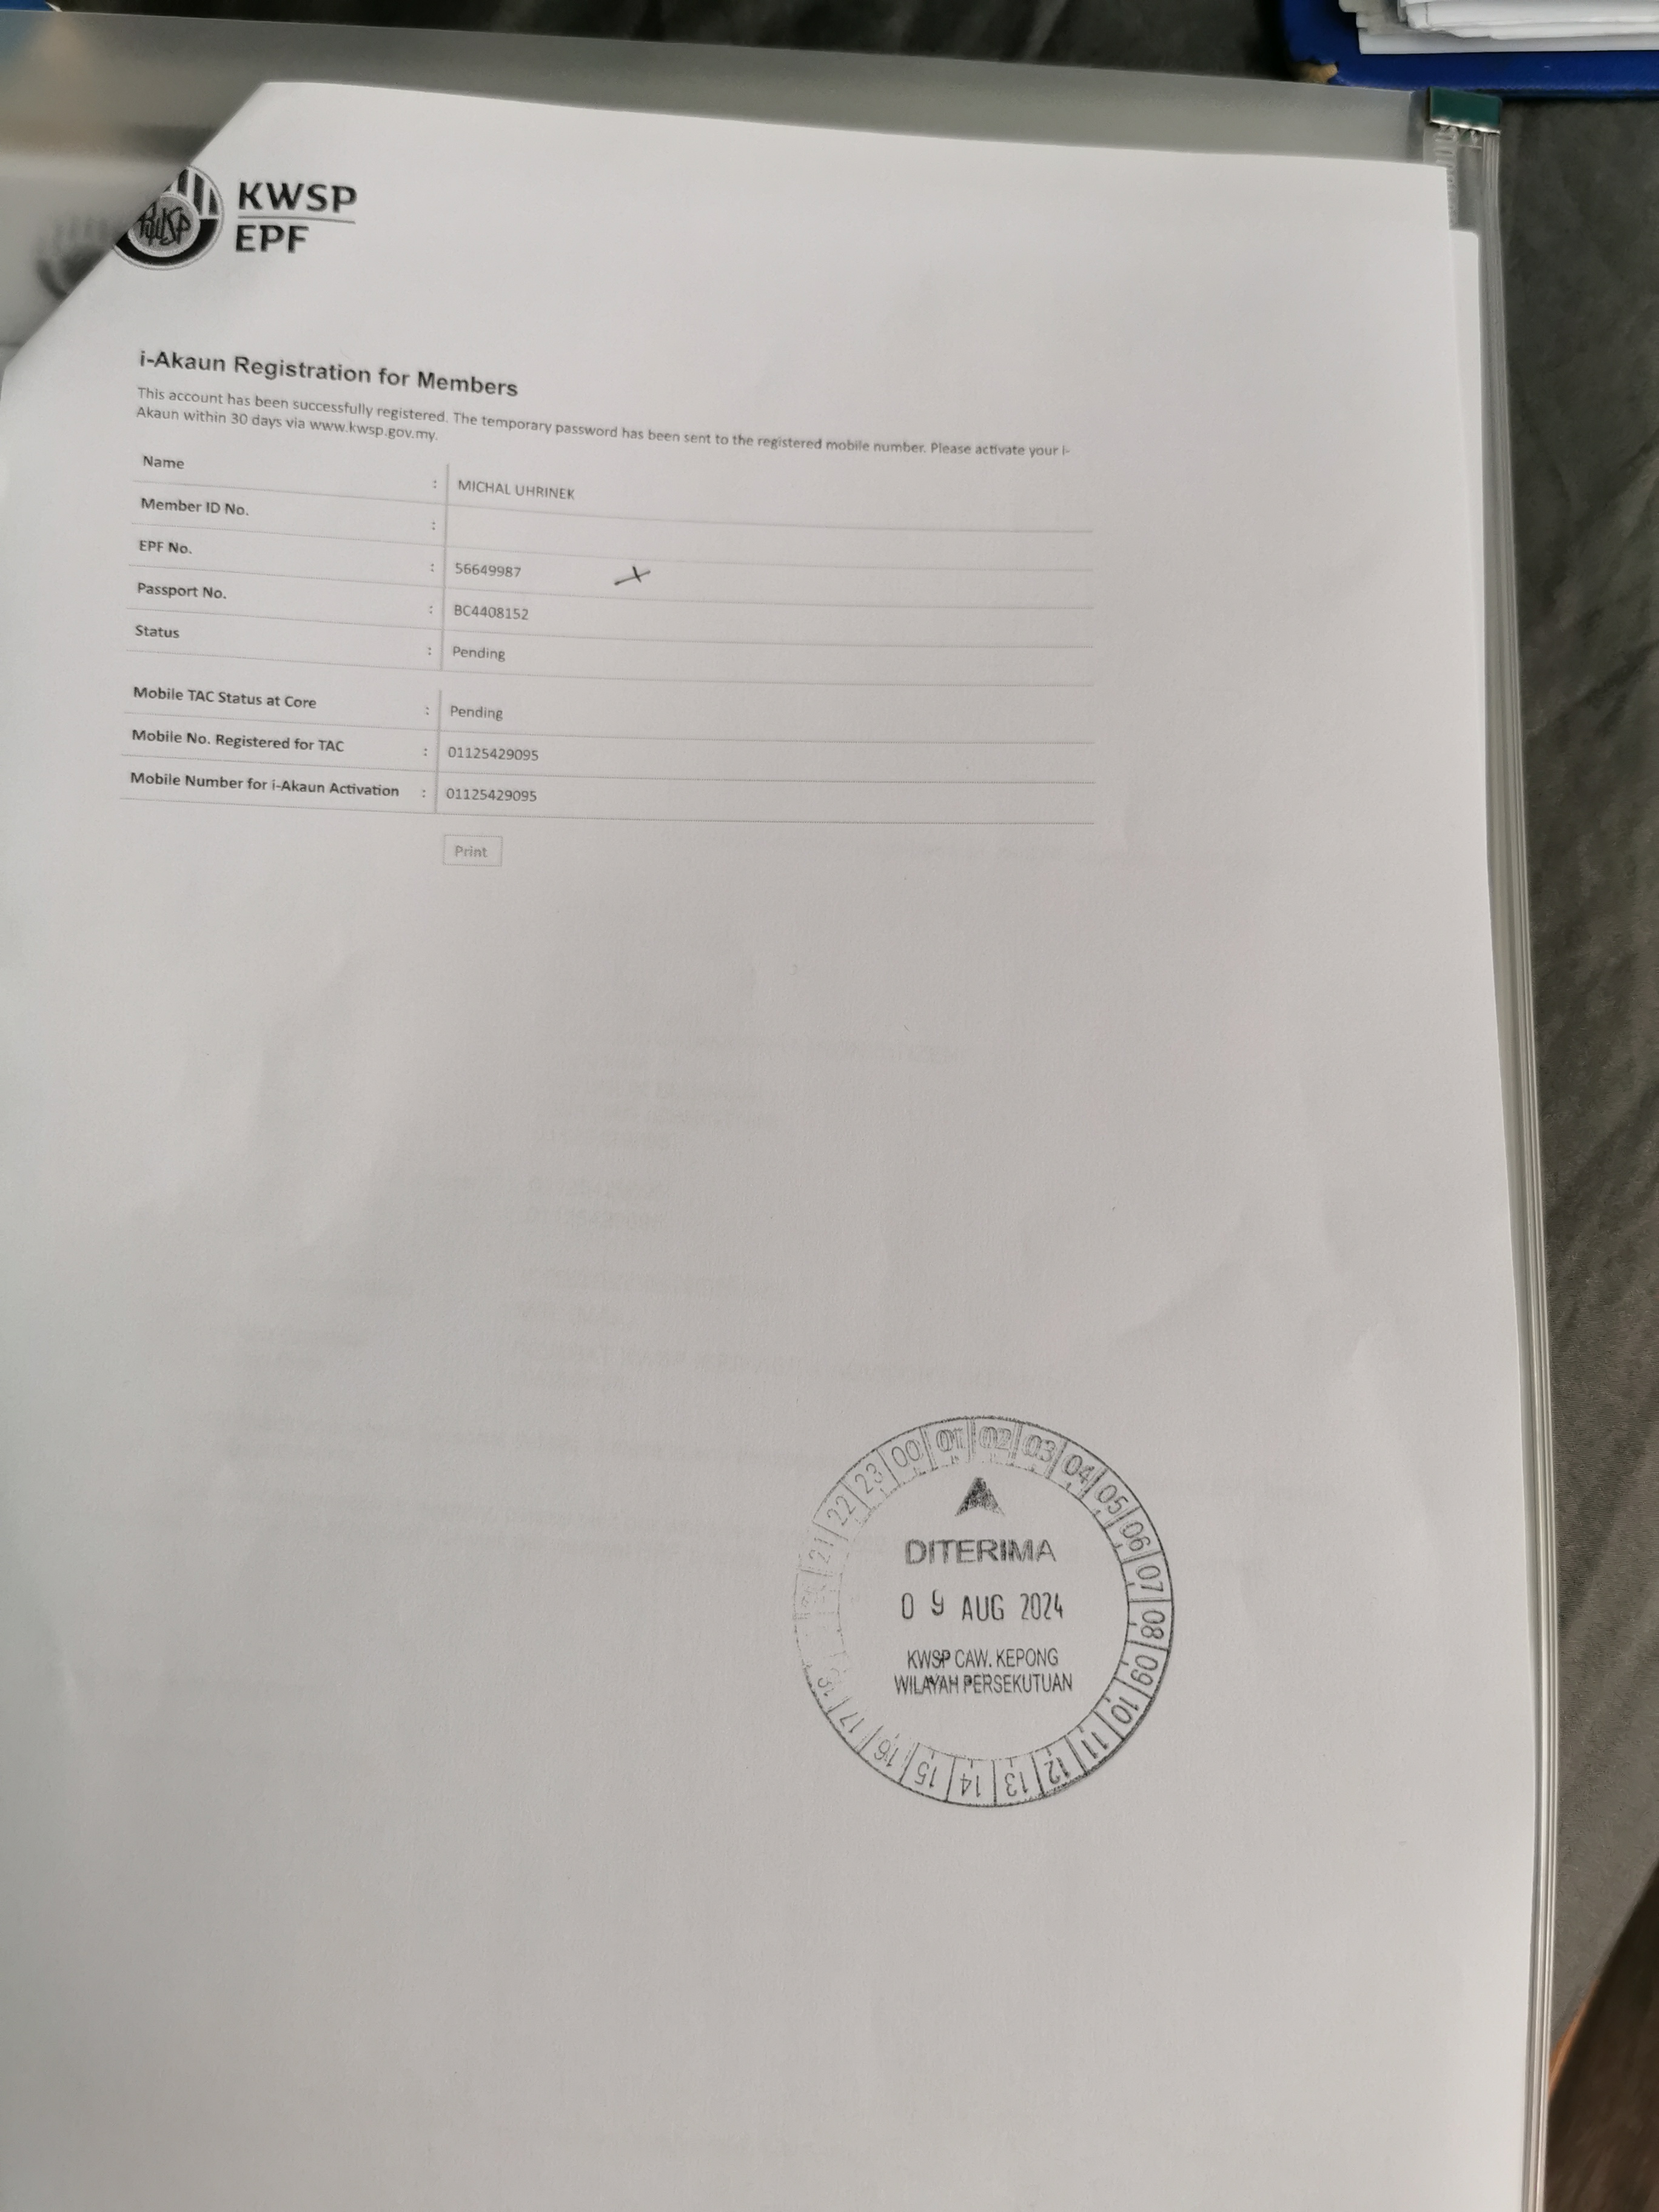 KWSP
EPF
i-Akaun Registration for Members
This account has been successfully registered. The temporary password has been sent to the registered mobile number. Please activate your i-
Akaun within 30 days via www.kwsp.gov.my.
Name : MICHAL UHRINEK
Member ID No. :
EPF No. : 56649987
Passport No. : BC4408152
Status : Pending
Mobile TAC Status at Core : Pending
Mobile No. Registered for TAC : 01125429095
Mobile Number for i-Akaun Activation : 01125429095
Print
00 01 02 03 04 05 06 07 08 09 10 11 12 13 14 15 16 17 21 22 23
DITERIMA
09 AUG 2024
KWSP CAW. KEPONG
WILAYAH PERSEKUTUAN